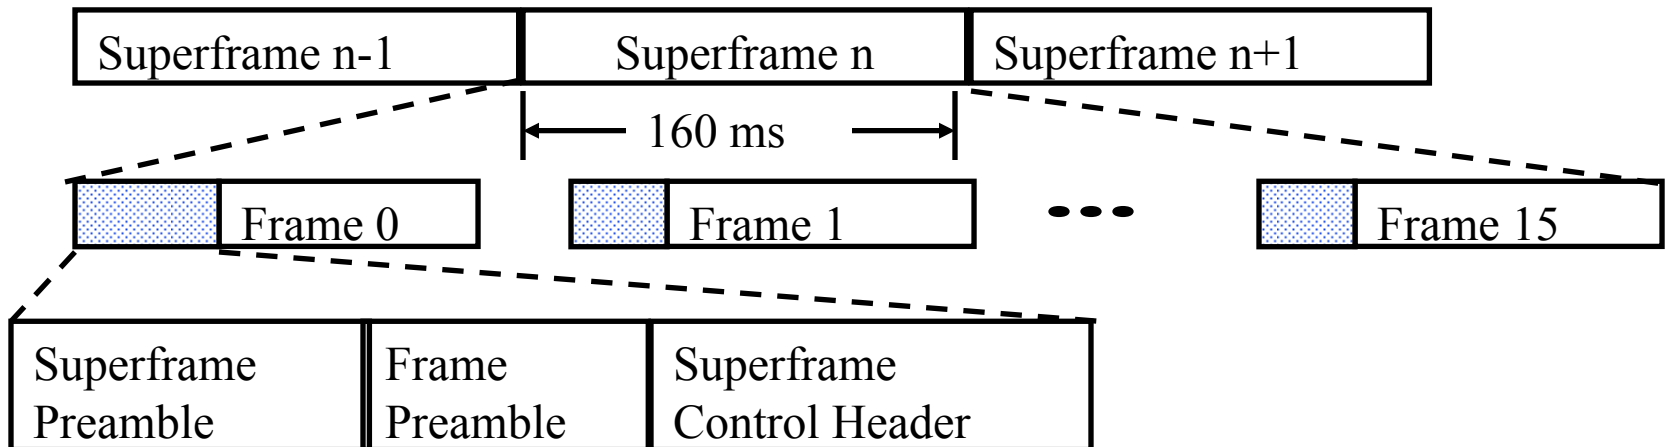 Superframe n-1 Superframe n Superframe n+1
160 ms
Frame 0 Frame 1 Frame 15
Superframe Frame Superframe
Preamble Preamble Control Header